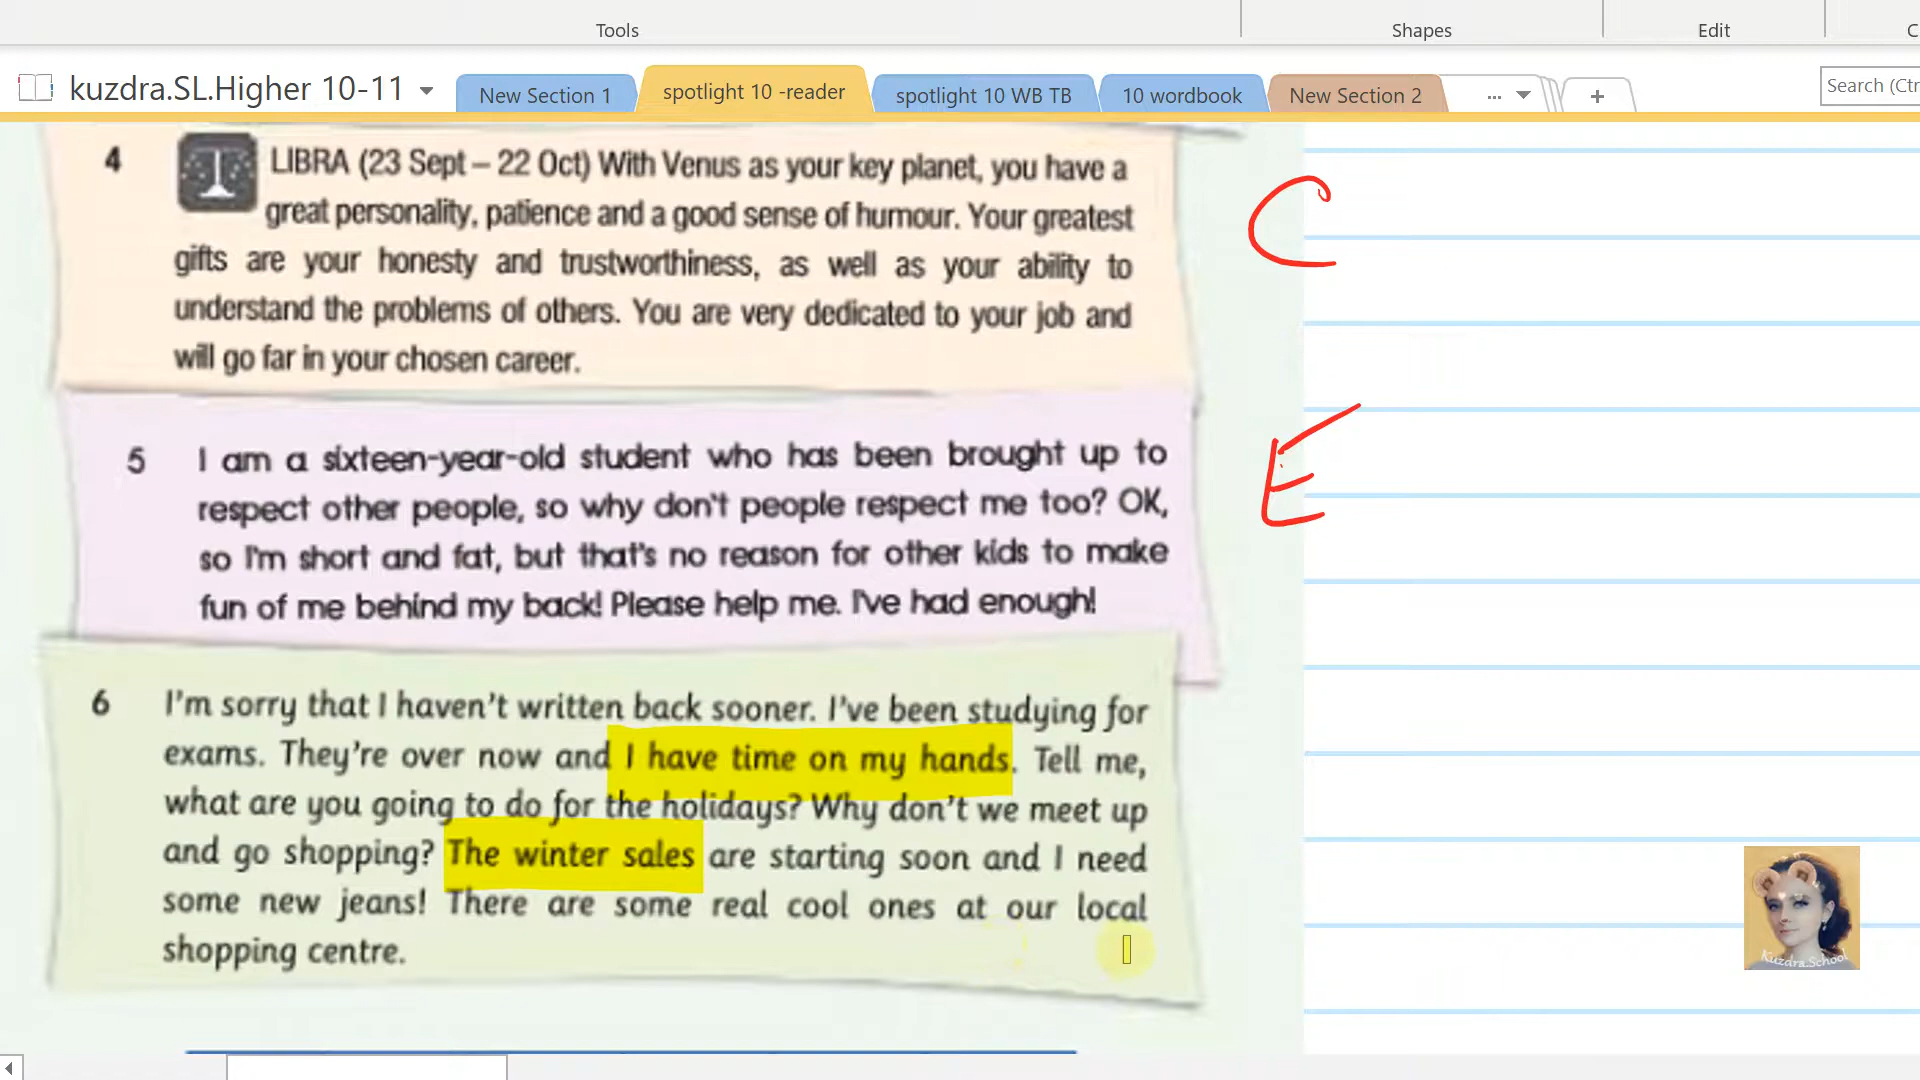 Tools
Shapes
Edit
kuzdra.SL.Higher 10-11
New Section 1
spotlight 10 -reader
spotlight 10 WB TB
10 wordbook
New Section 2
...
+
Search (Ctr
4
LIBRA (23 Sept – 22 Oct) With Venus as your key planet, you have a
great personality, patience and a good sense of humour. Your greatest
gifts are your honesty and trustworthiness, as well as your ability to
understand the problems of others. You are very dedicated to your job and
will go far in your chosen career.
C
5
I am a sixteen-year-old student who has been brought up to
respect other people, so why don't people respect me too? OK,
so I'm short and fat, but that's no reason for other kids to make
fun of me behind my back! Please help me. I've had enough!
E
6
I'm sorry that I haven't written back sooner. I've been studying for
exams. They're over now and I have time on my hands. Tell me,
what are you going to do for the holidays? Why don't we meet up
and go shopping? The winter sales are starting soon and I need
some new jeans! There are some real cool ones at our local
shopping centre.
Kuzdra.School